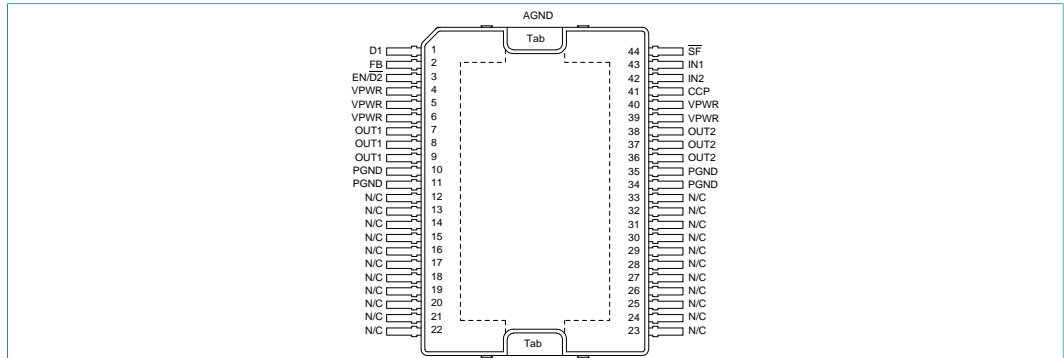 AGND
Tab
D1 1 44 S̅F̅
FB 2 43 IN1
EN/D̅2̅ 3 42 IN2
VPWR 4 41 CCP
VPWR 5 40 VPWR
VPWR 6 39 VPWR
OUT1 7 38 OUT2
OUT1 8 37 OUT2
OUT1 9 36 OUT2
PGND 10 35 PGND
PGND 11 34 PGND
N/C 12 33 N/C
N/C 13 32 N/C
N/C 14 31 N/C
N/C 15 30 N/C
N/C 16 29 N/C
N/C 17 28 N/C
N/C 18 27 N/C
N/C 19 26 N/C
N/C 20 25 N/C
N/C 21 24 N/C
N/C 22 23 N/C
Tab